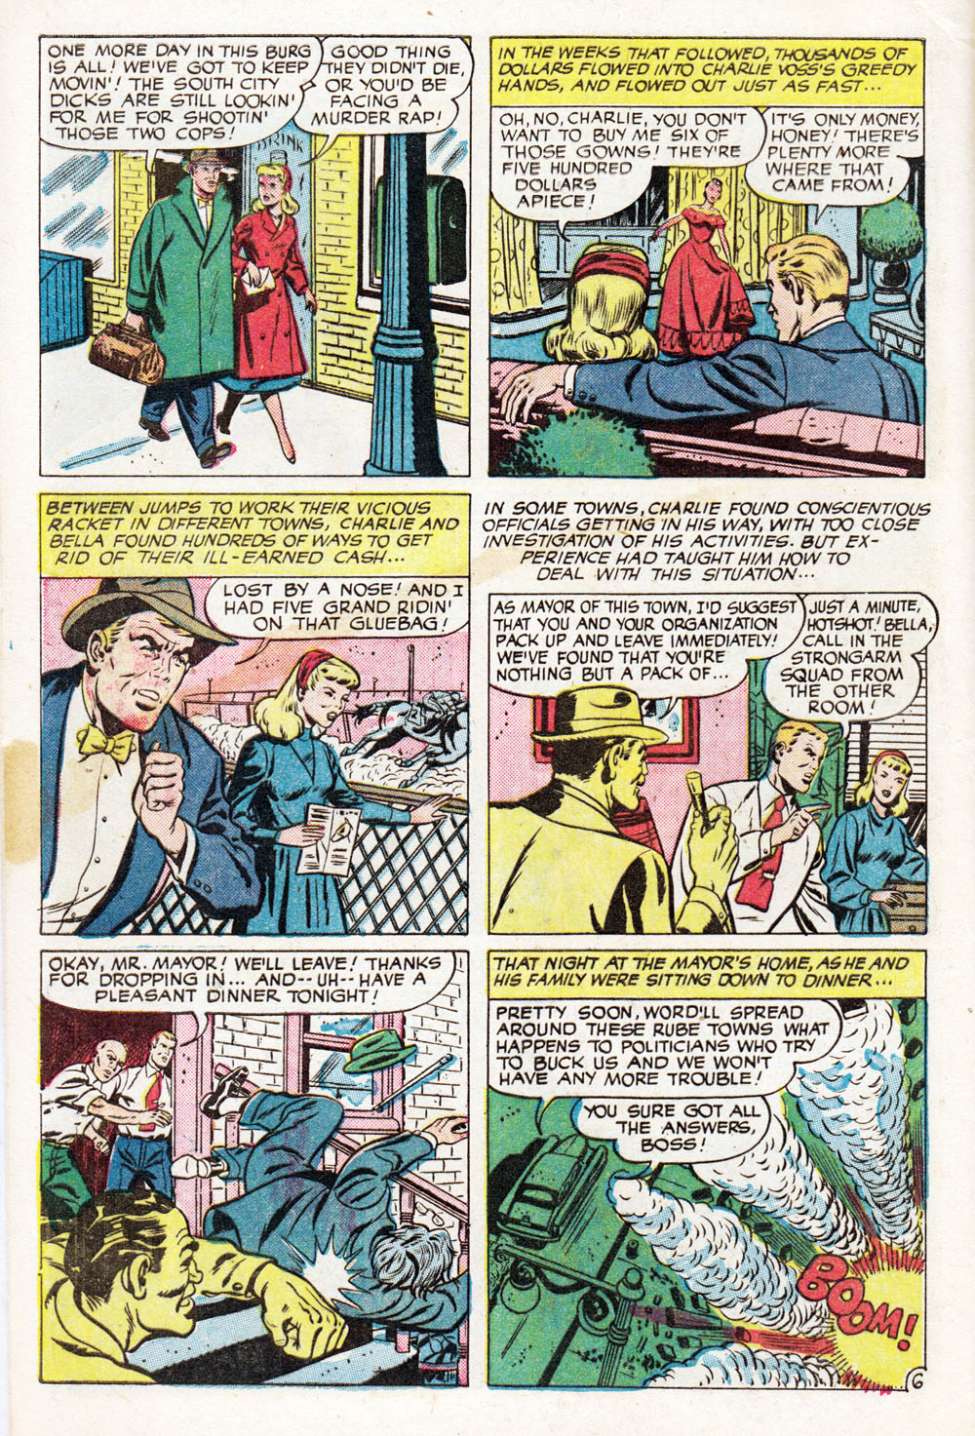 ONE MORE DAY IN THIS BURG
IS ALL! WE'VE GOT TO KEEP
MOVIN'! THE SOUTH CITY
DICKS ARE STILL LOOKIN'
FOR ME FOR SHOOTIN'
THOSE TWO COPS!
GOOD THING
THEY DIDN'T DIE,
OR YOU'D BE
FACING A
MURDER RAP!
DRINK
IN THE WEEKS THAT FOLLOWED, THOUSANDS OF
DOLLARS FLOWED INTO CHARLIE VOSS'S GREEDY
HANDS, AND FLOWED OUT JUST AS FAST...
OH, NO, CHARLIE, YOU DON'T
WANT TO BUY ME SIX OF
THOSE GOWNS! THEY'RE
FIVE HUNDRED
DOLLARS
APIECE!
IT'S ONLY MONEY,
HONEY! THERE'S
PLENTY MORE
WHERE THAT
CAME FROM!
BETWEEN JUMPS TO WORK THEIR VICIOUS
RACKET IN DIFFERENT TOWNS, CHARLIE AND
BELLA FOUND HUNDREDS OF WAYS TO GET
RID OF THEIR ILL-EARNED CASH...
LOST BY A NOSE! AND I
HAD FIVE GRAND RIDIN'
ON THAT GLUEBAG!
IN SOME TOWNS, CHARLIE FOUND CONSCIENTIOUS
OFFICIALS GETTING IN HIS WAY, WITH TOO CLOSE
INVESTIGATION OF HIS ACTIVITIES. BUT EX-
PERIENCE HAD TAUGHT HIM HOW TO
DEAL WITH THIS SITUATION...
AS MAYOR OF THIS TOWN, I'D SUGGEST
THAT YOU AND YOUR ORGANIZATION
PACK UP AND LEAVE IMMEDIATELY!
WE'VE FOUND THAT YOU'RE
NOTHING BUT A PACK OF...
JUST A MINUTE,
HOTSHOT! BELLA,
CALL IN THE
STRONGARM
SQUAD FROM
THE OTHER
ROOM!
OKAY, MR. MAYOR! WE'LL LEAVE! THANKS
FOR DROPPING IN... AND--UH--HAVE A
PLEASANT DINNER TONIGHT!
THAT NIGHT AT THE MAYOR'S HOME, AS HE AND
HIS FAMILY WERE SITTING DOWN TO DINNER...
PRETTY SOON, WORD'LL SPREAD
AROUND THESE RUBE TOWNS WHAT
HAPPENS TO POLITICIANS WHO TRY
TO BUCK US AND WE WON'T
HAVE ANY MORE TROUBLE!
YOU SURE GOT ALL
THE ANSWERS,
BOSS!
BOOM!
6